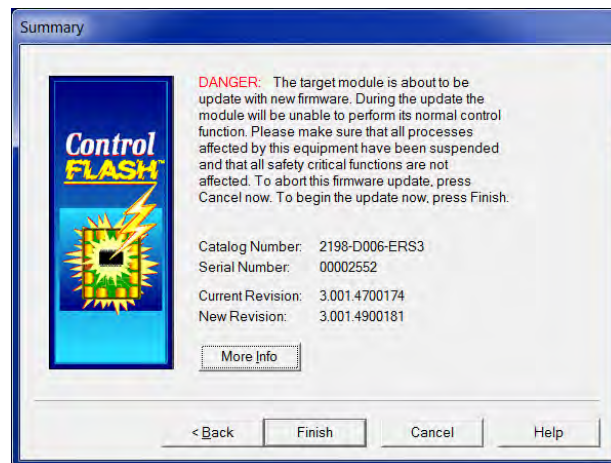 Summary
DANGER: The target module is about to be
update with new firmware. During the update the
module will be unable to perform its normal control
function. Please make sure that all processes
affected by this equipment have been suspended
and that all safety critical functions are not
affected. To abort this firmware update, press
Cancel now. To begin the update now, press Finish.
Control
FLASH™
Catalog Number: 2198-D006-ERS3
Serial Number: 00002552
Current Revision: 3.001.4700174
New Revision: 3.001.4900181
More Info
< Back Finish Cancel Help